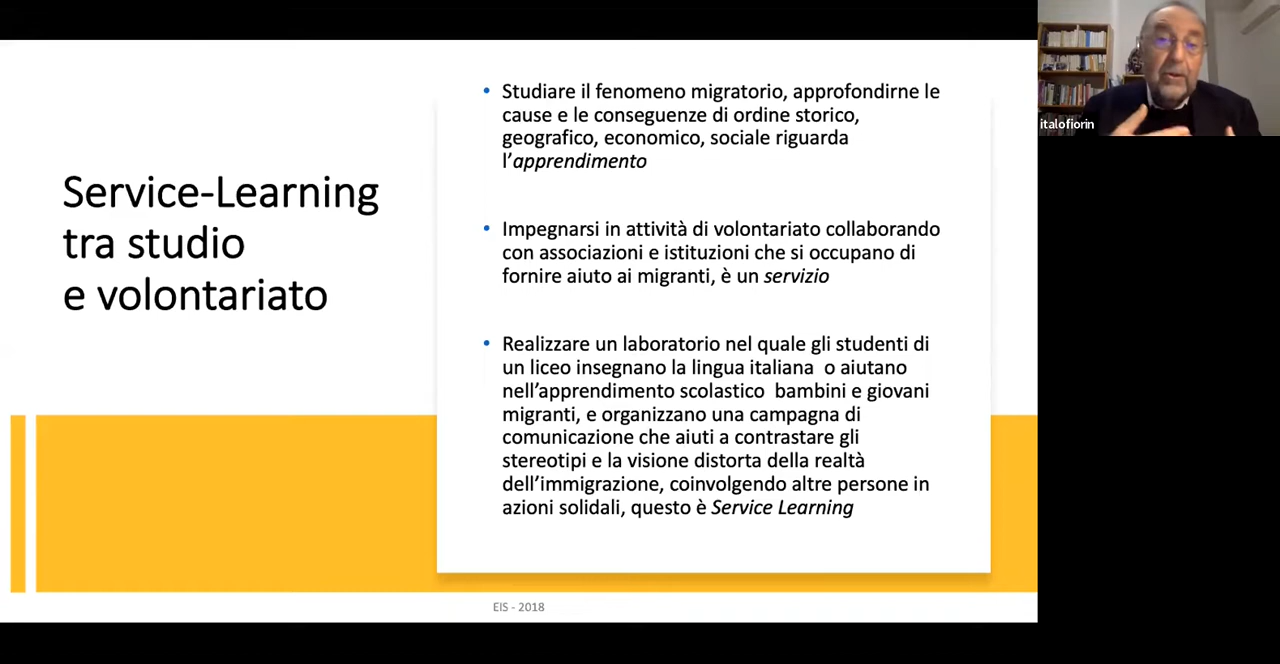 Service-Learning
tra studio
e volontariato
• Studiare il fenomeno migratorio, approfondirne le
cause e le conseguenze di ordine storico,
geografico, economico, sociale riguarda
l’apprendimento
• Impegnarsi in attività di volontariato collaborando
con associazioni e istituzioni che si occupano di
fornire aiuto ai migranti, è un servizio
• Realizzare un laboratorio nel quale gli studenti di
un liceo insegnano la lingua italiana o aiutano
nell’apprendimento scolastico bambini e giovani
migranti, e organizzano una campagna di
comunicazione che aiuti a contrastare gli
stereotipi e la visione distorta della realtà
dell’immigrazione, coinvolgendo altre persone in
azioni solidali, questo è Service Learning
EIS - 2018
italofiorin